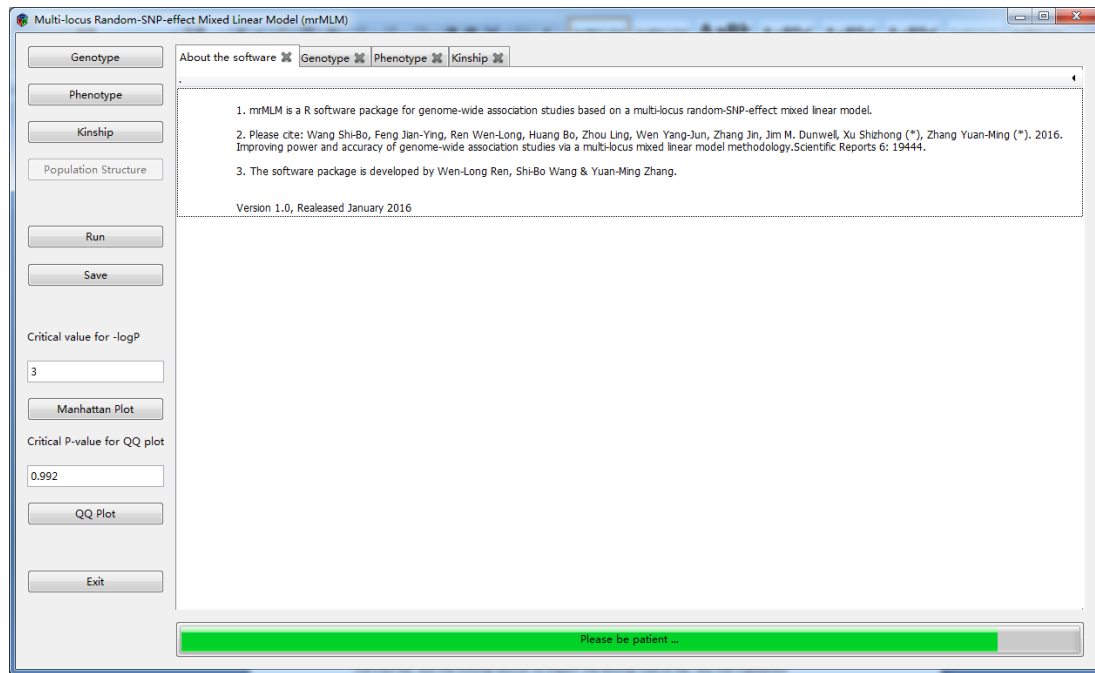 Multi-locus Random-SNP-effect Mixed Linear Model (mrMLM)
Genotype
Phenotype
Kinship
Population Structure
Run
Save
Critical value for -logP
3
Manhattan Plot
Critical P-value for QQ plot
0.992
QQ Plot
Exit
About the software Genotype Phenotype Kinship
1. mrMLM is a R software package for genome-wide association studies based on a multi-locus random-SNP-effect mixed linear model.
2. Please cite: Wang Shi-Bo, Feng Jian-Ying, Ren Wen-Long, Huang Bo, Zhou Ling, Wen Yang-Jun, Zhang Jin, Jim M. Dunwell, Xu Shizhong (*), Zhang Yuan-Ming (*). 2016.
Improving power and accuracy of genome-wide association studies via a multi-locus mixed linear model methodology.Scientific Reports 6: 19444.
3. The software package is developed by Wen-Long Ren, Shi-Bo Wang & Yuan-Ming Zhang.
Version 1.0, Realeased January 2016
Please be patient ...